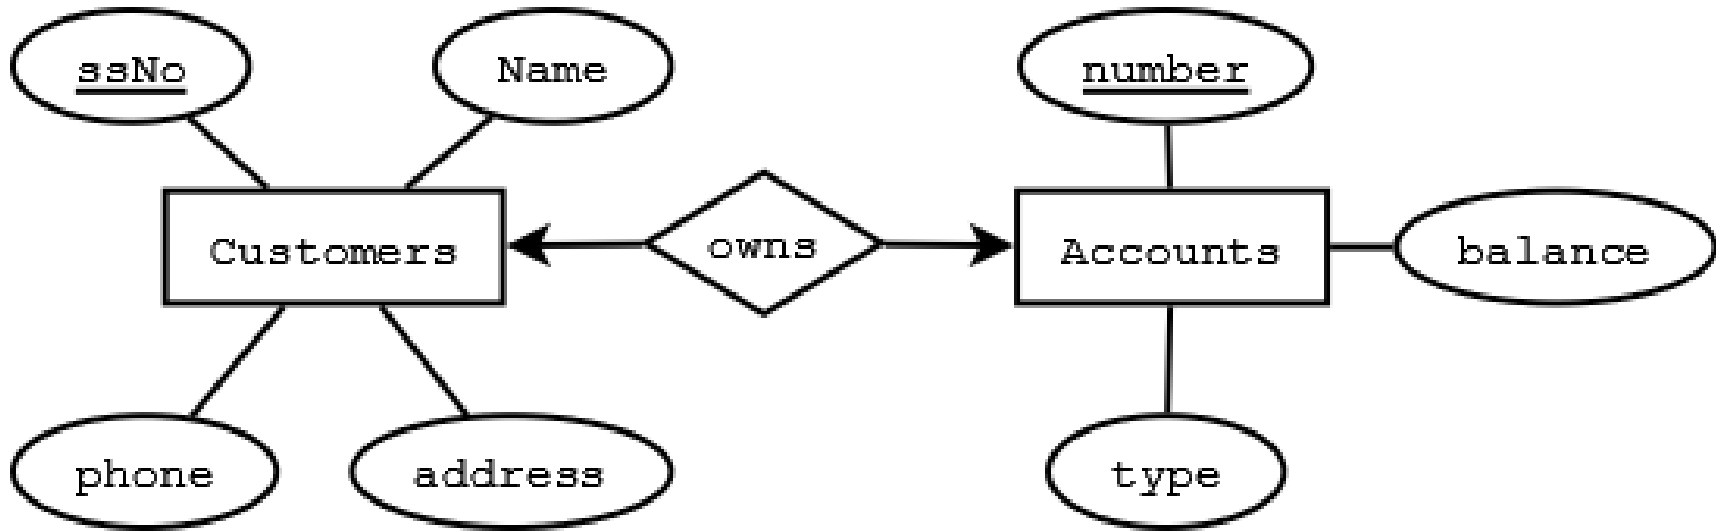 ssNo
Name
number
Customers
owns
Accounts
balance
phone
address
type